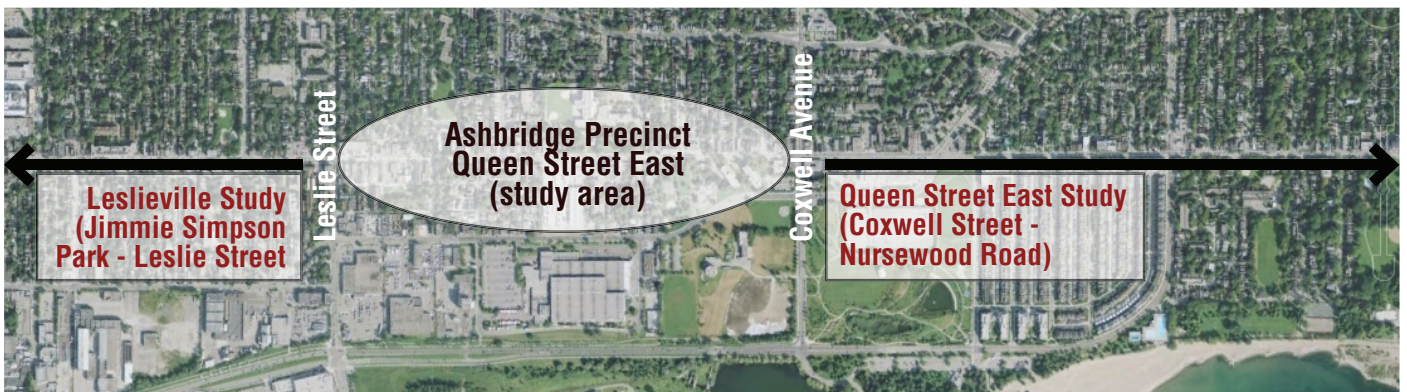 Leslieville Study
(Jimmie Simpson
Park - Leslie Street
Leslie Street
Ashbridge Precinct
Queen Street East
(study area)
Coxwell Avenue
Queen Street East Study
(Coxwell Street -
Nursewood Road)